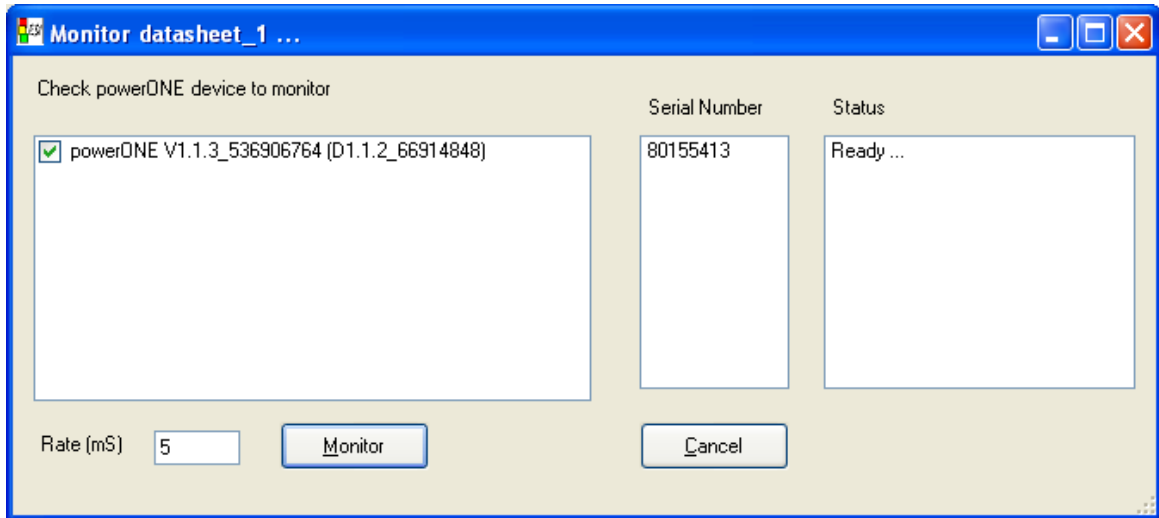 Monitor datasheet_1 ...
Check powerONE device to monitor
Serial Number
Status
powerONE V1.1.3_536906764 (D1.1.2_66914848)
80155413
Ready ...
Rate (mS)
5
Monitor
Cancel